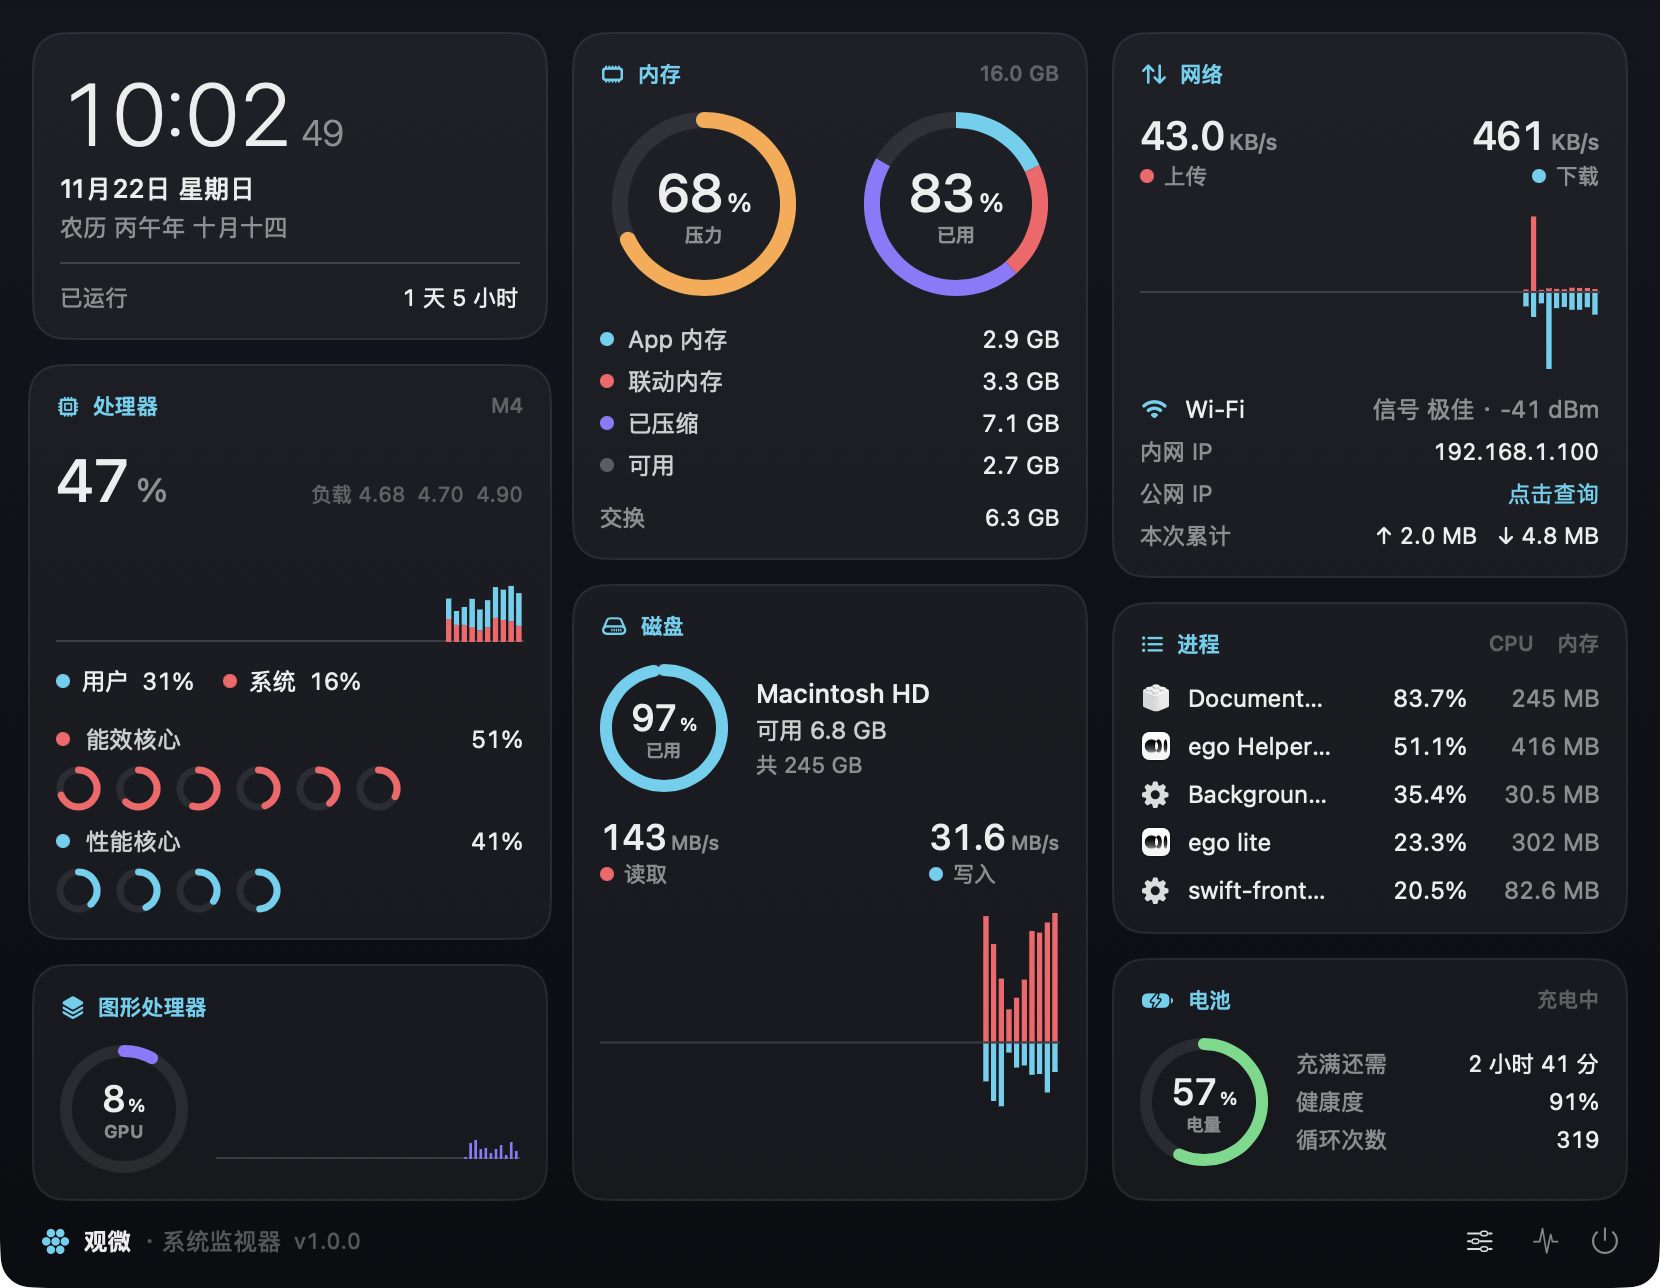 10:02 49
11月22日 星期日
农历 丙午年 十月十四
已运行 1 天 5 小时
处理器 M4
47 % 负载 4.68 4.70 4.90
用户 31% 系统 16%
能效核心 51%
性能核心 41%
图形处理器
8%
GPU
内存 16.0 GB
68%
压力
83%
已用
App 内存 2.9 GB
联动内存 3.3 GB
已压缩 7.1 GB
可用 2.7 GB
交换 6.3 GB
磁盘
97%
已用
Macintosh HD
可用 6.8 GB
共 245 GB
143 MB/s 31.6 MB/s
读取 写入
网络
43.0 KB/s 461 KB/s
上传 下载
Wi-Fi 信号 极佳 · -41 dBm
内网 IP 192.168.1.100
公网 IP 点击查询
本次累计 ↑ 2.0 MB ↓ 4.8 MB
进程 CPU 内存
Document... 83.7% 245 MB
ego Helper... 51.1% 416 MB
Backgroun... 35.4% 30.5 MB
ego lite 23.3% 302 MB
swift-front... 20.5% 82.6 MB
电池 充电中
57%
电量
充满还需 2 小时 41 分
健康度 91%
循环次数 319
观微 · 系统监视器 v1.0.0